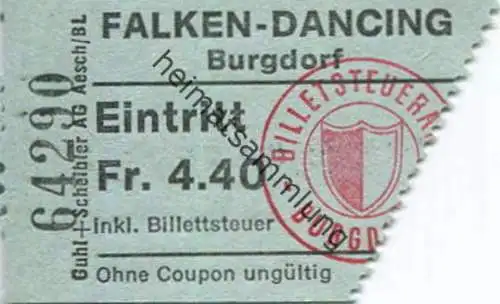 FALKEN-DANCING
Burgdorf
Eintritt
Fr. 4.40
inkl. Billettsteuer
Ohne Coupon ungültig
64290
Guhl+Scheibler AG Aesch/BL
BILLETSTEUERA
BURGD
heimatsammlung